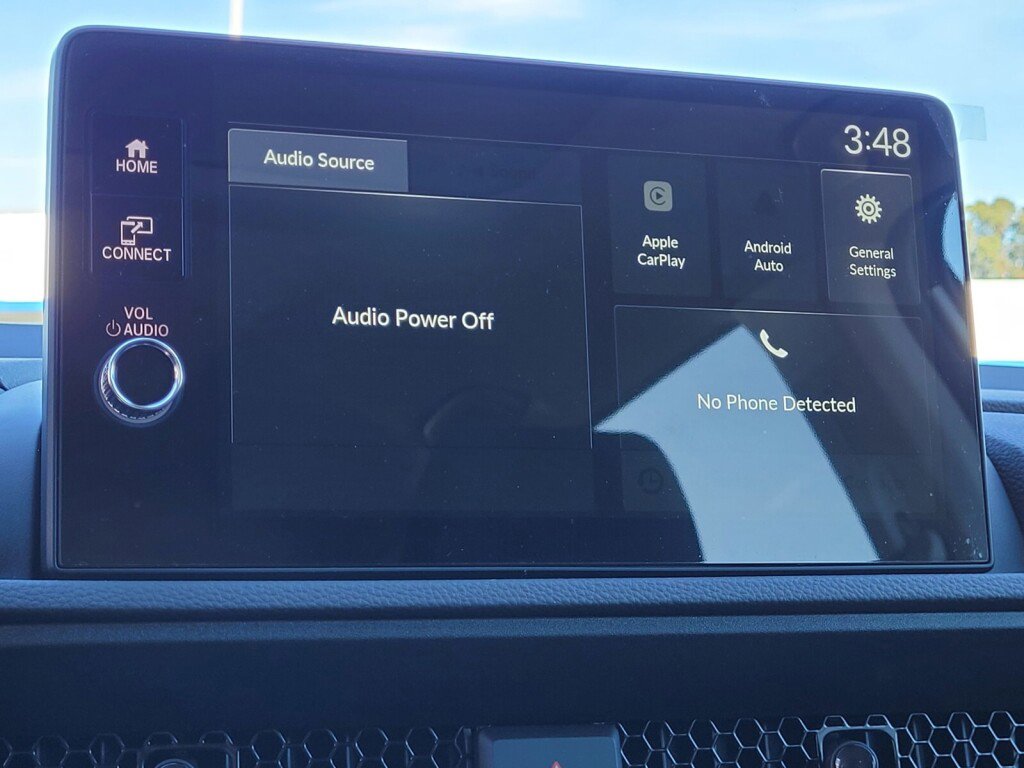 HOME
CONNECT
VOL
AUDIO
Audio Source
Sound
3:48
Apple
CarPlay
Android
Auto
General
Settings
Audio Power Off
No Phone Detected